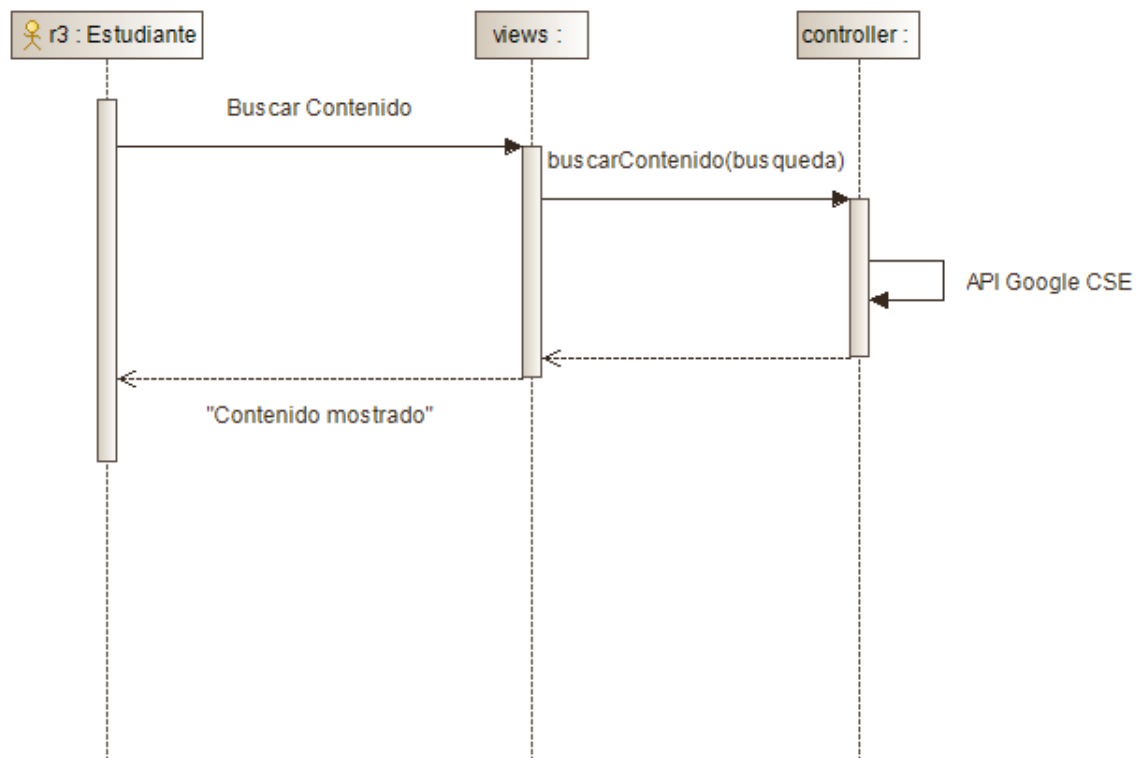 r3 : Estudiante
views :
controller :
Buscar Contenido
buscarContenido(busqueda)
API Google CSE
"Contenido mostrado"